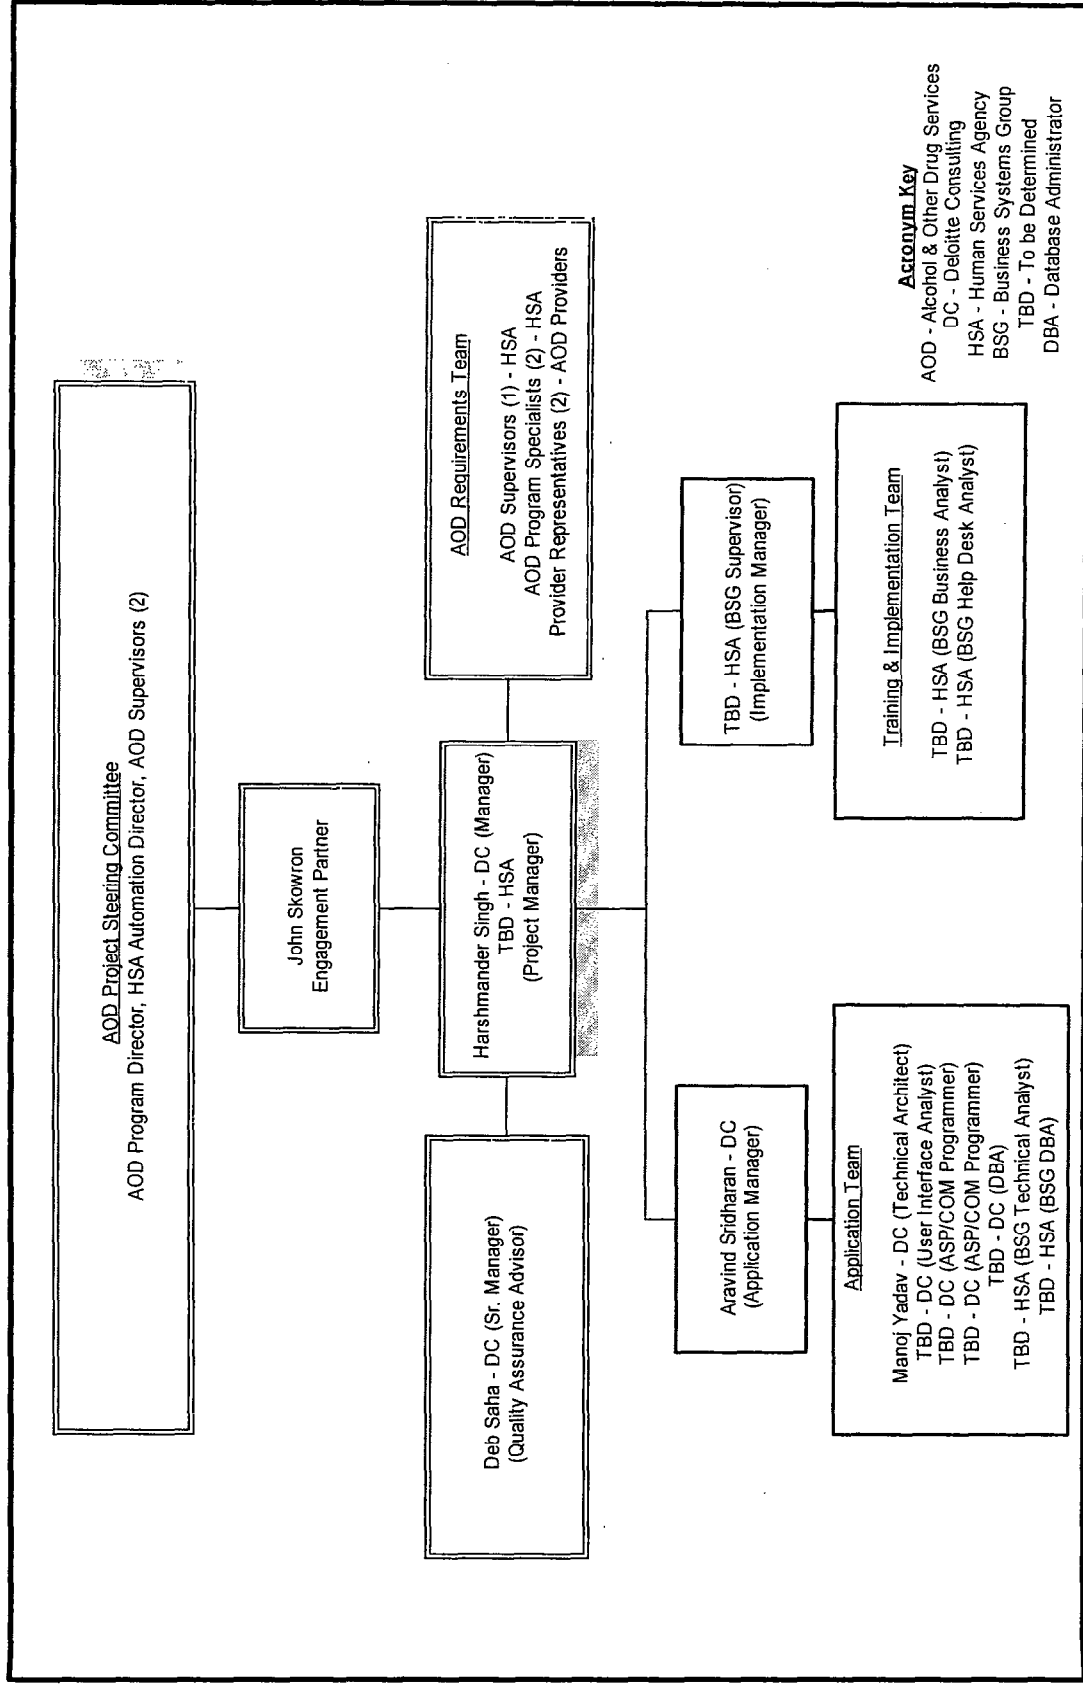 AOD Project Steering Committee
AOD Program Director, HSA Automation Director, AOD Supervisors (2)
John Skowron
Engagement Partner
Deb Saha - DC (Sr. Manager)
(Quality Assurance Advisor)
Harshmander Singh - DC (Manager)
TBD - HSA
(Project Manager)
AOD Requirements Team
AOD Supervisors (1) - HSA
AOD Program Specialists (2) - HSA
Provider Representatives (2) - AOD Providers
Aravind Sridharan - DC
(Application Manager)
TBD - HSA (BSG Supervisor)
(Implementation Manager)
Application Team
Manoj Yadav - DC (Technical Architect)
TBD - DC (User Interface Analyst)
TBD - DC (ASP/COM Programmer)
TBD - DC (ASP/COM Programmer)
TBD - DC (DBA)
TBD - HSA (BSG Technical Analyst)
TBD - HSA (BSG DBA)
Training & Implementation Team
TBD - HSA (BSG Business Analyst)
TBD - HSA (BSG Help Desk Analyst)
Acronym Key
AOD - Alcohol & Other Drug Services
DC - Deloitte Consulting
HSA - Human Services Agency
BSG - Business Systems Group
TBD - To be Determined
DBA - Database Administrator